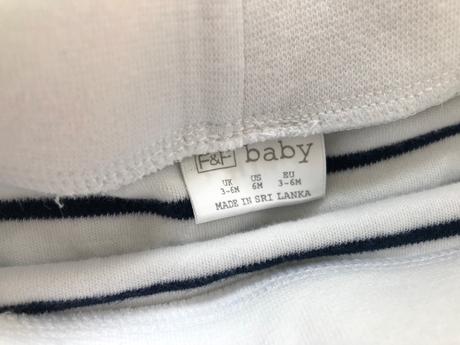 F&F baby
UK US EU
3-6M 6M 3-6M
MADE IN SRI LANKA